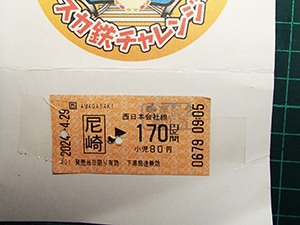 スカ鉄チャレンジ
AMAGASAKI
2024.-4.29
尼崎
西日本会社線
170円区間
小児80円
発売当日限り有効 下車前途無効
0679 09:05